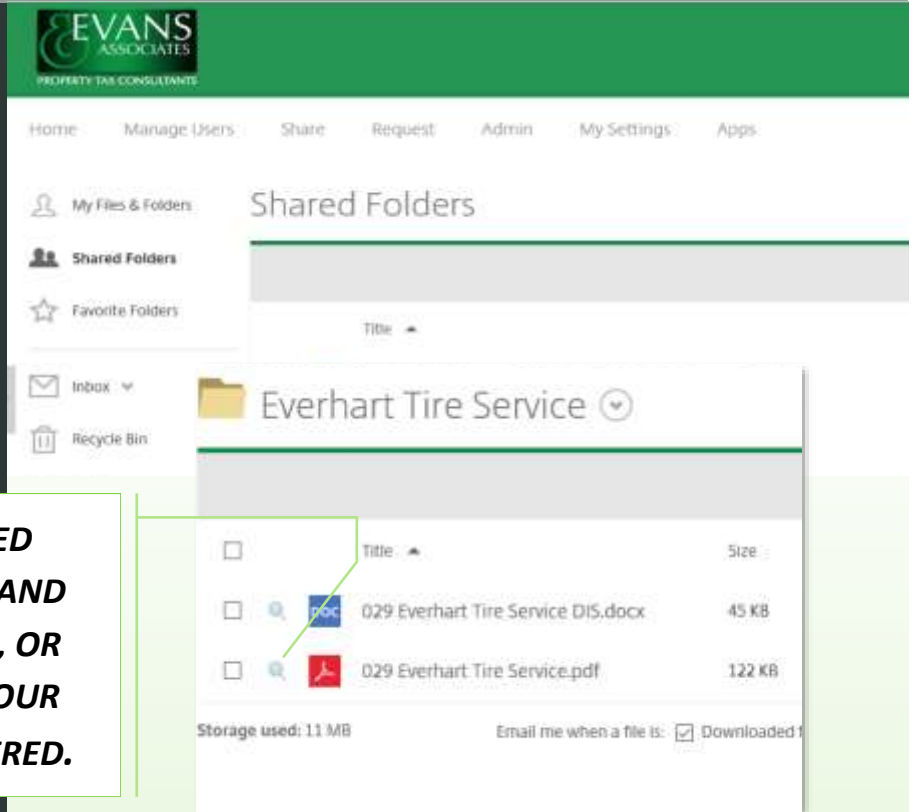 EVANS
ASSOCIATES
PROPERTY TAX CONSULTANTS
Home Manage Users Share Request Admin My Settings Apps
My Files & Folders
Shared Folders
Favorite Folders
Inbox
Recycle Bin
Shared Folders
Title
Everhart Tire Service
Title Size
DOC 029 Everhart Tire Service DIS.docx 45 KB
029 Everhart Tire Service.pdf 122 KB
Storage used: 11 MB Email me when a file is: Downloaded
ED
AND
, OR
OUR
RED.